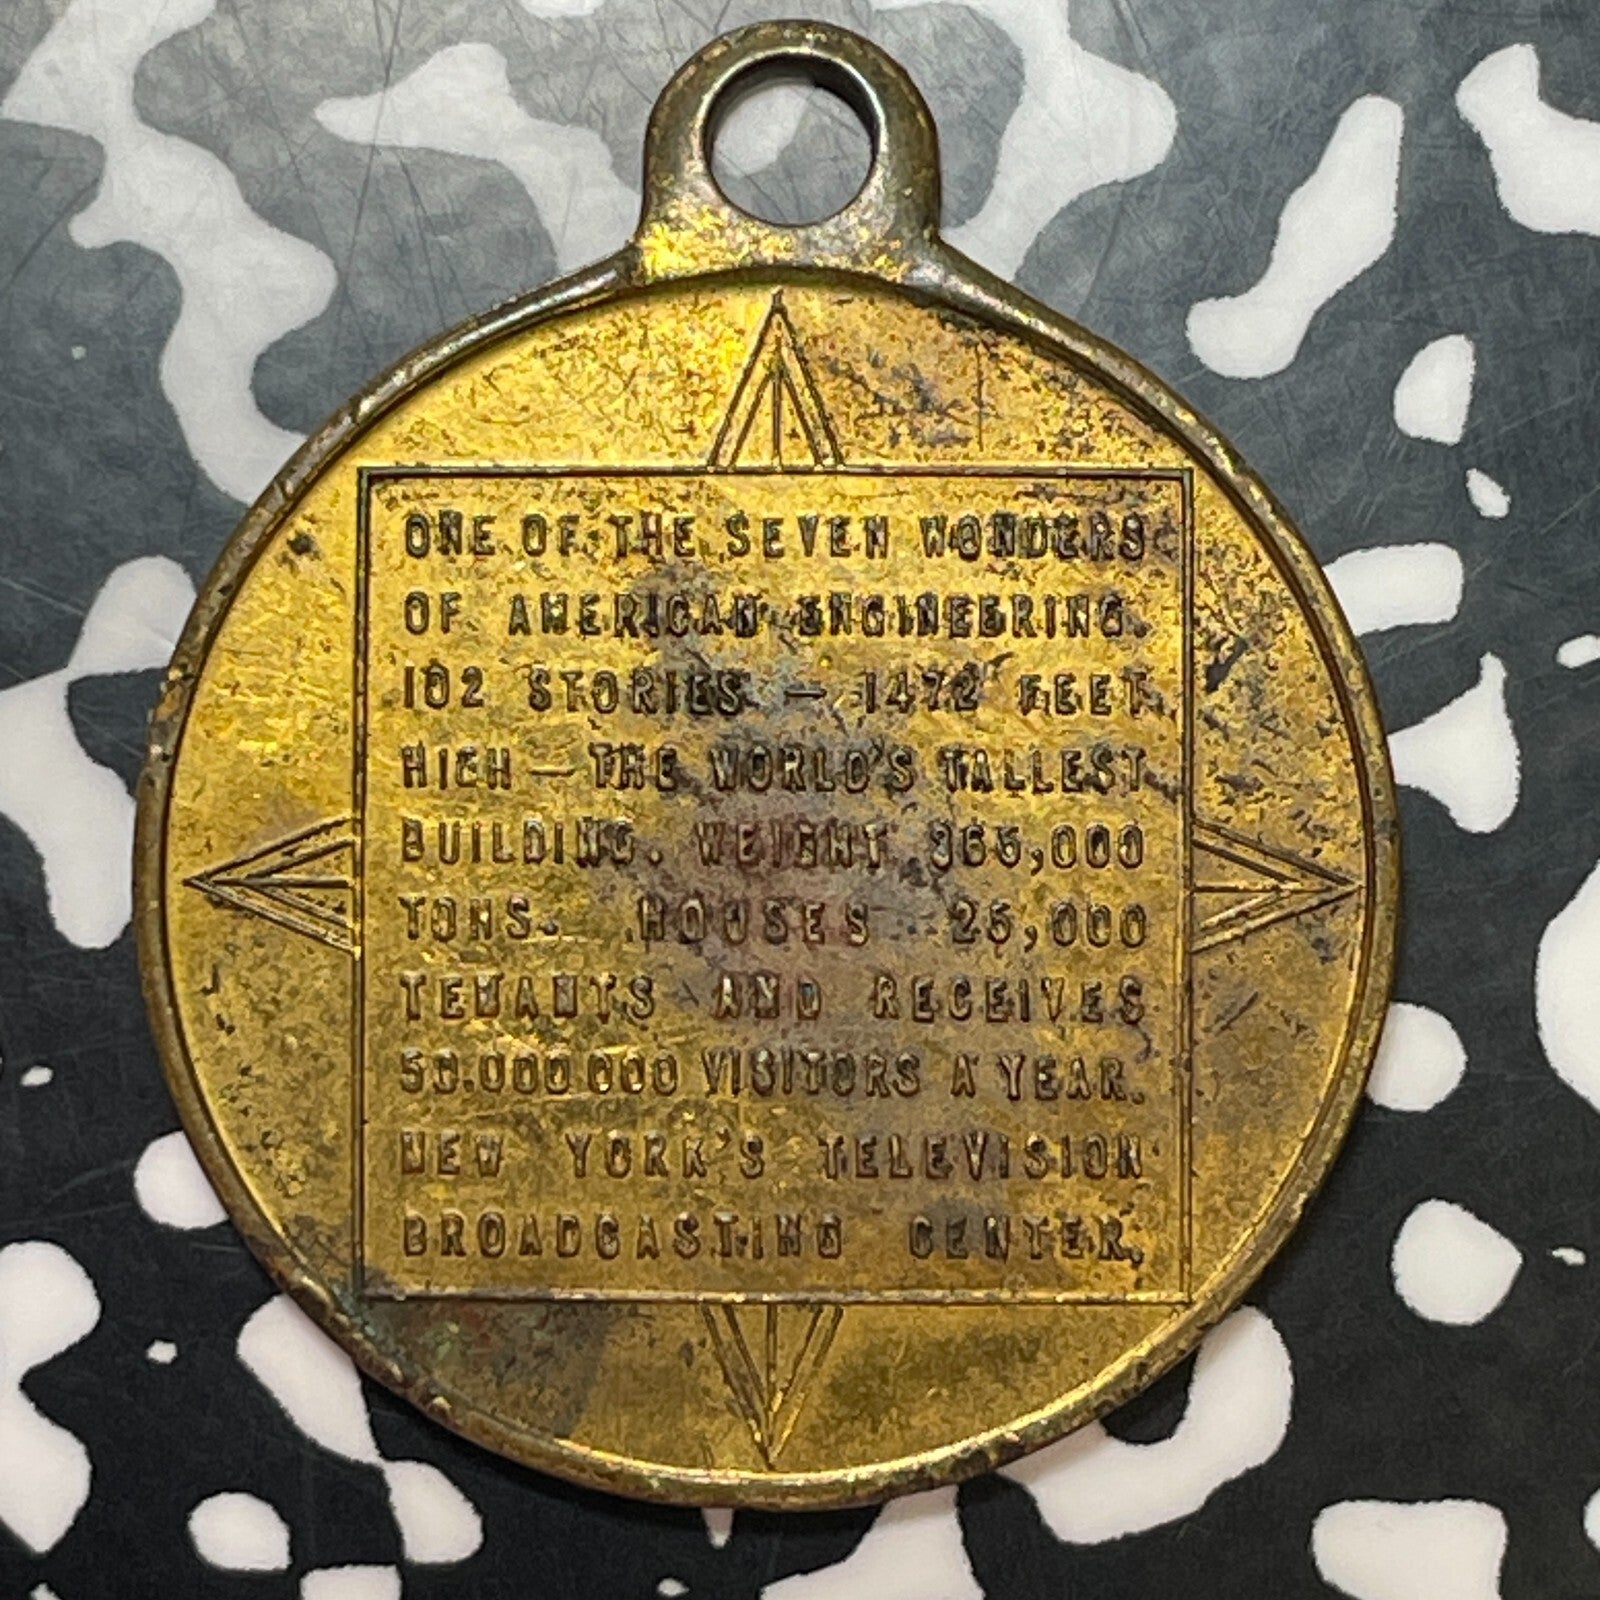 ONE OF THE SEVEN WONDERS
OF AMERICAN ENGINEERING.
102 STORIES — 1472 FEET
HIGH — THE WORLD'S TALLEST
BUILDING. WEIGHT 365,000
TONS. HOUSES 25,000
TENANTS AND RECEIVES
50.000 000 VISITORS A YEAR.
NEW YORK'S TELEVISION
BROADCASTING CENTER.